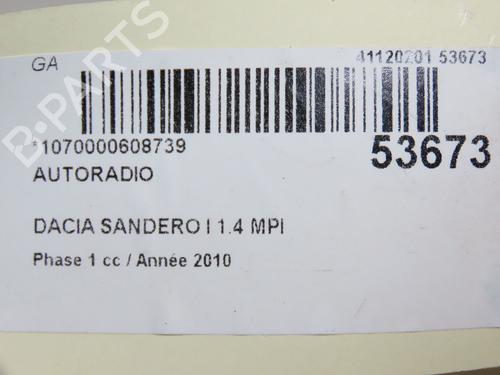 GA
41120201 53673
*1070000608739
53673
AUTORADIO
DACIA SANDERO I 1.4 MPI
Phase 1 cc / Année 2010
B-PARTS